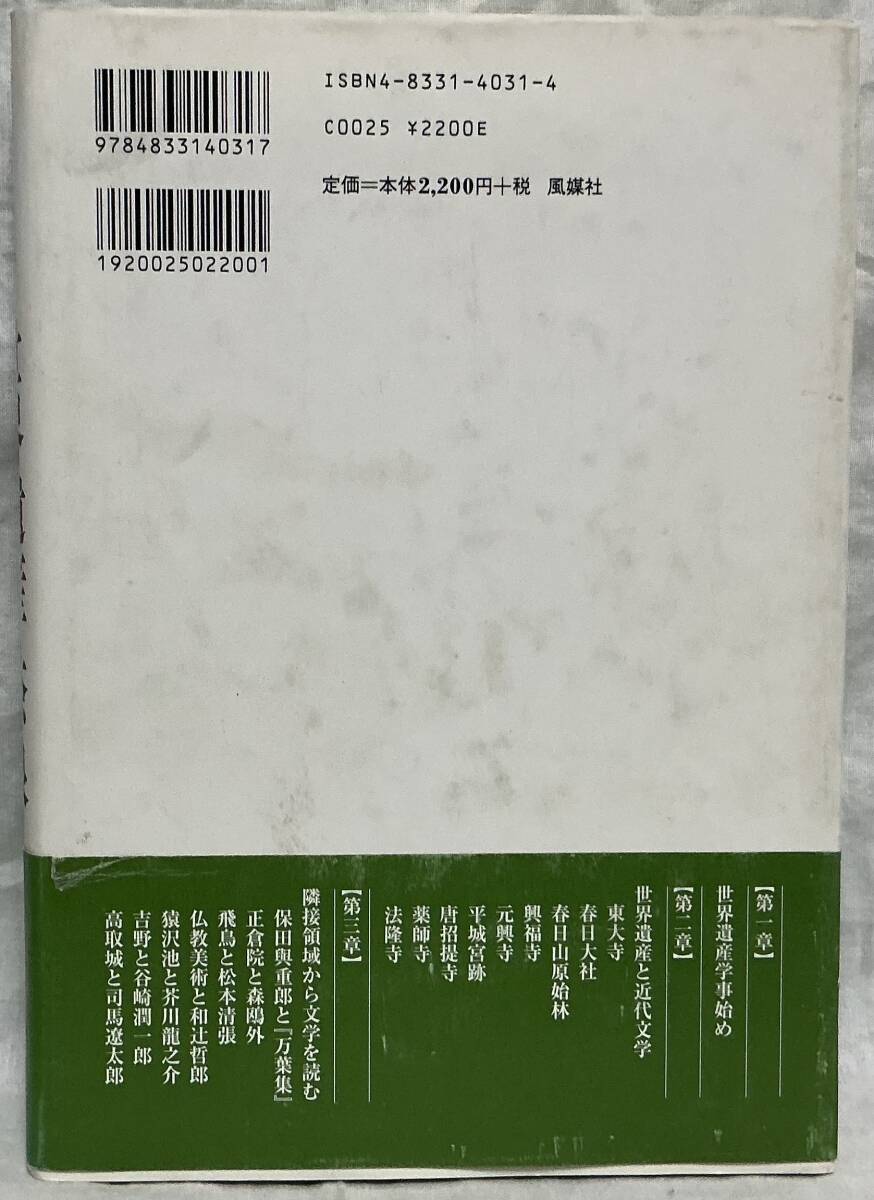 ISBN4-8331-4031-4
9784833140317
C0025 ¥2200E
定価＝本体2,200円＋税 風媒社
1920025022001
【第一章】
世界遺産学事始め
【第二章】
世界遺産と近代文学
東大寺
春日大社
春日山原始林
興福寺
元興寺
平城宮跡
唐招提寺
薬師寺
法隆寺
【第三章】
隣接領域から文学を読む
保田與重郎と『万葉集』
正倉院と森鷗外
飛鳥と松本清張
仏教美術と和辻哲郎
猿沢池と芥川龍之介
吉野と谷崎潤一郎
高取城と司馬遼太郎